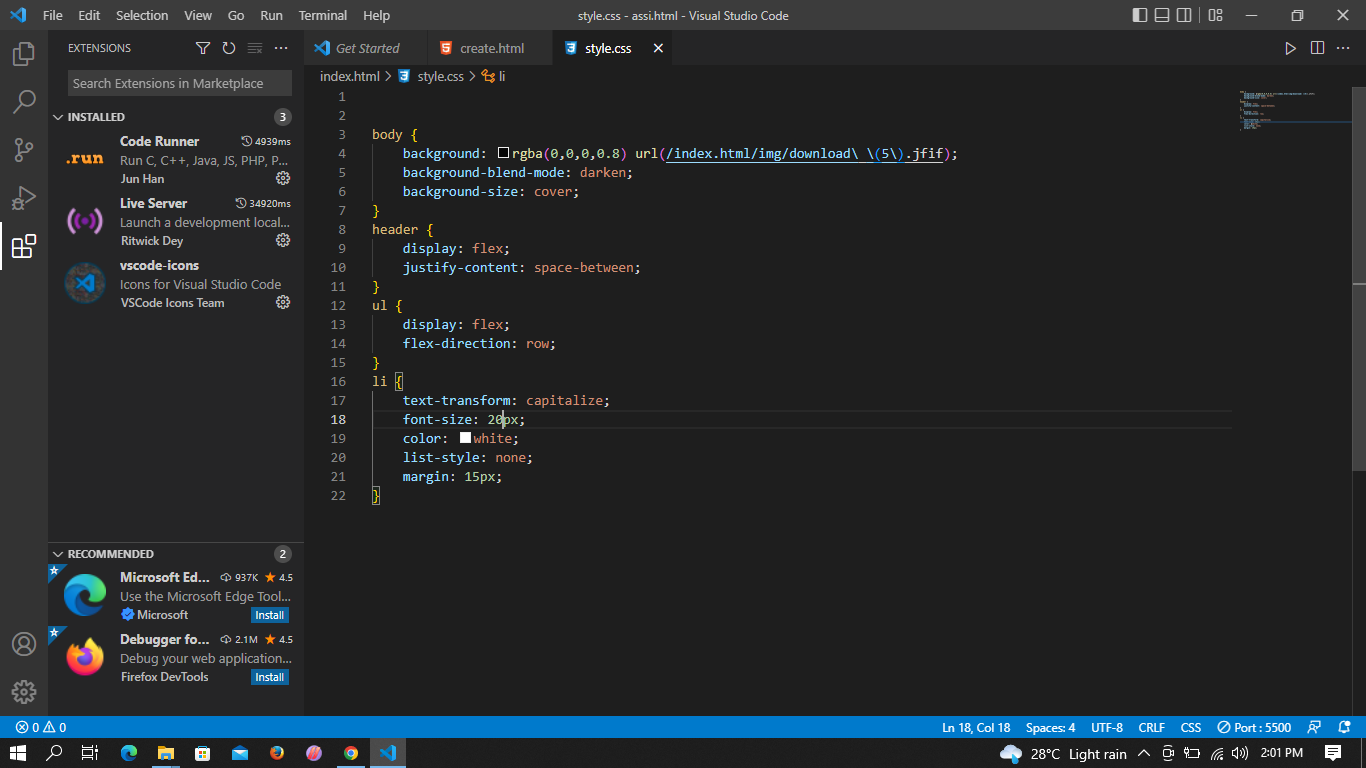 File Edit Selection View Go Run Terminal Help
style.css - assi.html - Visual Studio Code
EXTENSIONS
Search Extensions in Marketplace
INSTALLED 3
.run
Code Runner 4939ms
Run C, C++, Java, JS, PHP, P...
Jun Han
Live Server 34920ms
Launch a development local...
Ritwick Dey
vscode-icons
Icons for Visual Studio Code
VSCode Icons Team
RECOMMENDED 2
Microsoft Ed... 937K 4.5
Use the Microsoft Edge Tool...
Microsoft Install
Debugger fo... 2.1M 4.5
Debug your web application...
Firefox DevTools Install
Get Started create.html style.css
index.html > style.css > li
1
2
3 body {
4 background: rgba(0,0,0,0.8) url(/index.html/img/download\ \(5\).jfif);
5 background-blend-mode: darken;
6 background-size: cover;
7 }
8 header {
9 display: flex;
10 justify-content: space-between;
11 }
12 ul {
13 display: flex;
14 flex-direction: row;
15 }
16 li {
17 text-transform: capitalize;
18 font-size: 20px;
19 color: white;
20 list-style: none;
21 margin: 15px;
22 }
0 0
Ln 18, Col 18 Spaces: 4 UTF-8 CRLF CSS Port : 5500
28°C Light rain 2:01 PM